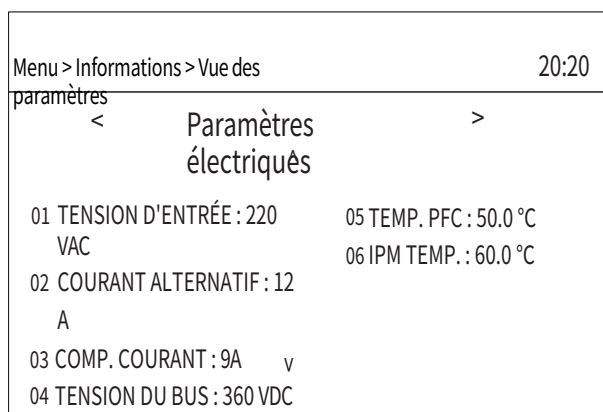 Menu > Informations > Vue des
paramètres
20:20
<
Paramètres
électriques
>
^
01 TENSION D'ENTRÉE : 220
VAC
02 COURANT ALTERNATIF : 12
A
03 COMP. COURANT : 9A
v
04 TENSION DU BUS : 360 VDC
05 TEMP. PFC : 50.0 °C
06 IPM TEMP. : 60.0 °C